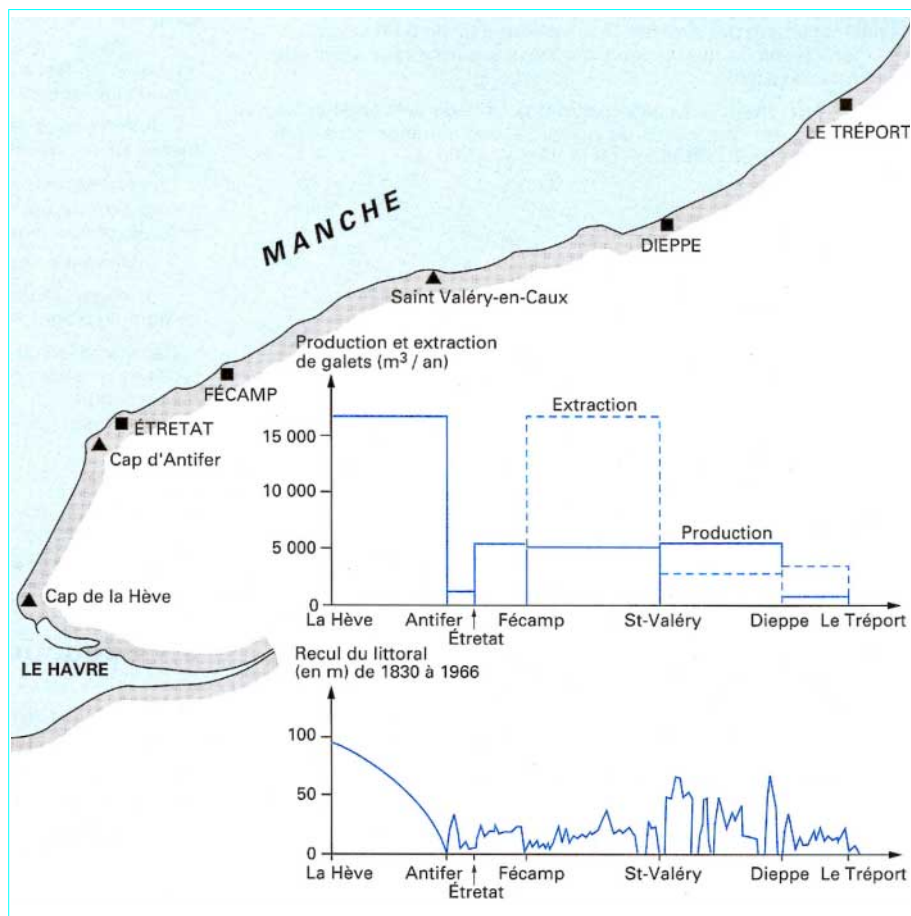 LE TRÉPORT
MANCHE
DIEPPE
Saint Valéry-en-Caux
Production et extraction
de galets (m³ / an)
FÉCAMP
Extraction
15 000
ÉTRETAT
Cap d'Antifer
10 000
Production
5 000
Cap de la Hève
0
La Hève Antifer Fécamp St-Valéry Dieppe Le Tréport
Étretat
LE HAVRE
Recul du littoral
(en m) de 1830 à 1966
100
50
0
La Hève Antifer Fécamp St-Valéry Dieppe Le Tréport
Étretat